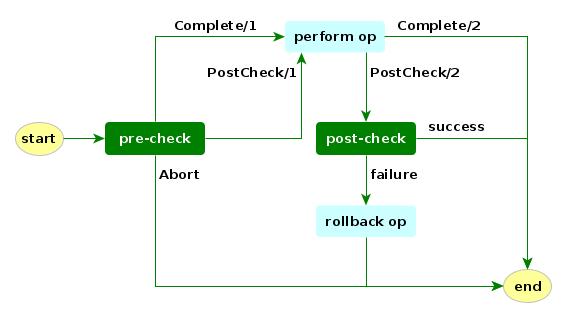 Complete/1
Complete/2
perform op
PostCheck/1
PostCheck/2
start
pre-check
post-check
success
Abort
failure
rollback op
end